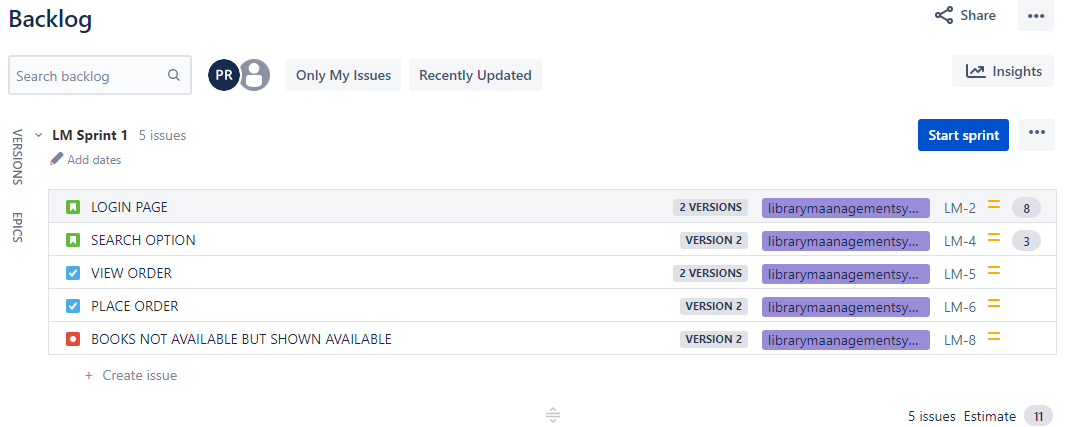 Backlog
Share
Search backlog
PR
Only My Issues
Recently Updated
Insights
VERSIONS
EPICS
LM Sprint 1 5 issues
Start sprint
Add dates
LOGIN PAGE 2 VERSIONS librarymaanagementsy... LM-2 8
SEARCH OPTION VERSION 2 librarymaanagementsy... LM-4 3
VIEW ORDER 2 VERSIONS librarymaanagementsy... LM-5
PLACE ORDER VERSION 2 librarymaanagementsy... LM-6
BOOKS NOT AVAILABLE BUT SHOWN AVAILABLE VERSION 2 librarymaanagementsy... LM-8
+ Create issue
5 issues Estimate 11